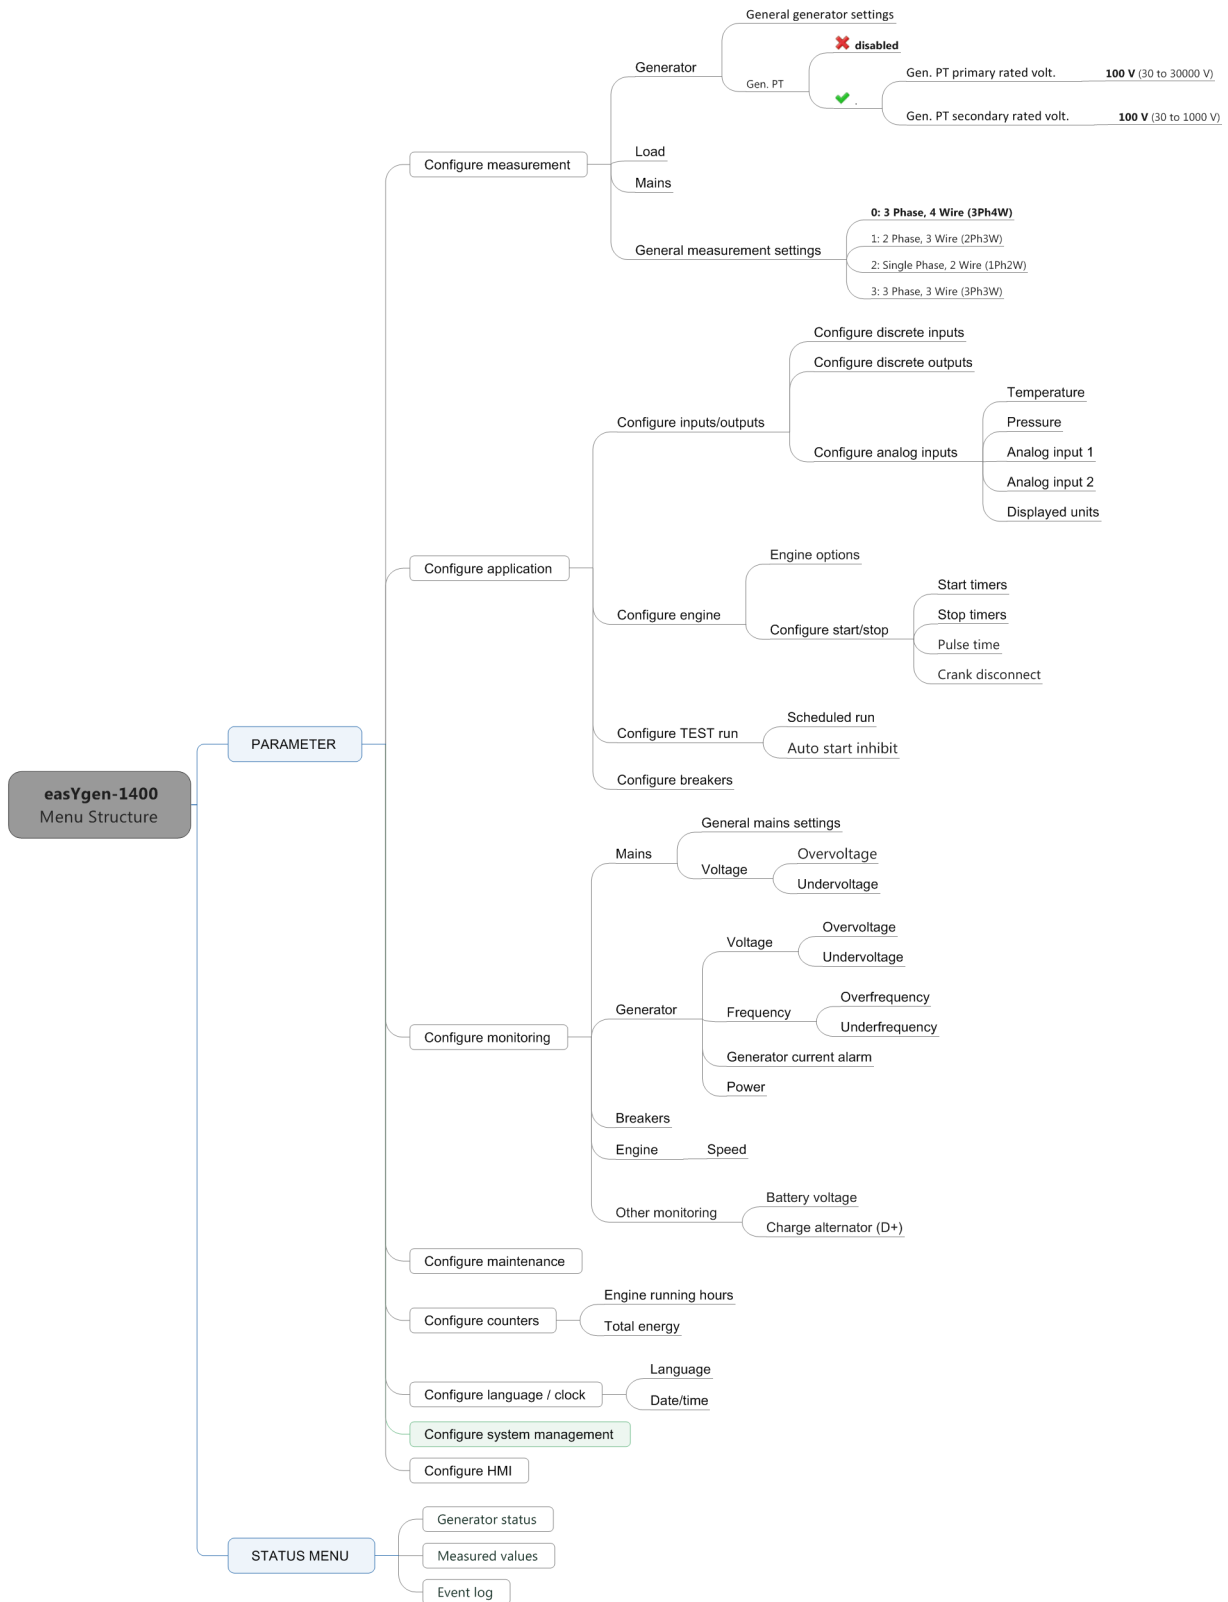 easYgen-1400
Menu Structure
PARAMETER
Configure measurement
Generator
General generator settings
Gen. PT
disabled
.
Gen. PT primary rated volt.
100 V (30 to 30000 V)
Gen. PT secondary rated volt.
100 V (30 to 1000 V)
Load
Mains
General measurement settings
0: 3 Phase, 4 Wire (3Ph4W)
1: 2 Phase, 3 Wire (2Ph3W)
2: Single Phase, 2 Wire (1Ph2W)
3: 3 Phase, 3 Wire (3Ph3W)
Configure application
Configure inputs/outputs
Configure discrete inputs
Configure discrete outputs
Configure analog inputs
Temperature
Pressure
Analog input 1
Analog input 2
Displayed units
Configure engine
Engine options
Configure start/stop
Start timers
Stop timers
Pulse time
Crank disconnect
Configure TEST run
Scheduled run
Auto start inhibit
Configure breakers
Configure monitoring
Mains
General mains settings
Voltage
Overvoltage
Undervoltage
Generator
Voltage
Overvoltage
Undervoltage
Frequency
Overfrequency
Underfrequency
Generator current alarm
Power
Breakers
Engine
Speed
Other monitoring
Battery voltage
Charge alternator (D+)
Configure maintenance
Configure counters
Engine running hours
Total energy
Configure language / clock
Language
Date/time
Configure system management
Configure HMI
STATUS MENU
Generator status
Measured values
Event log